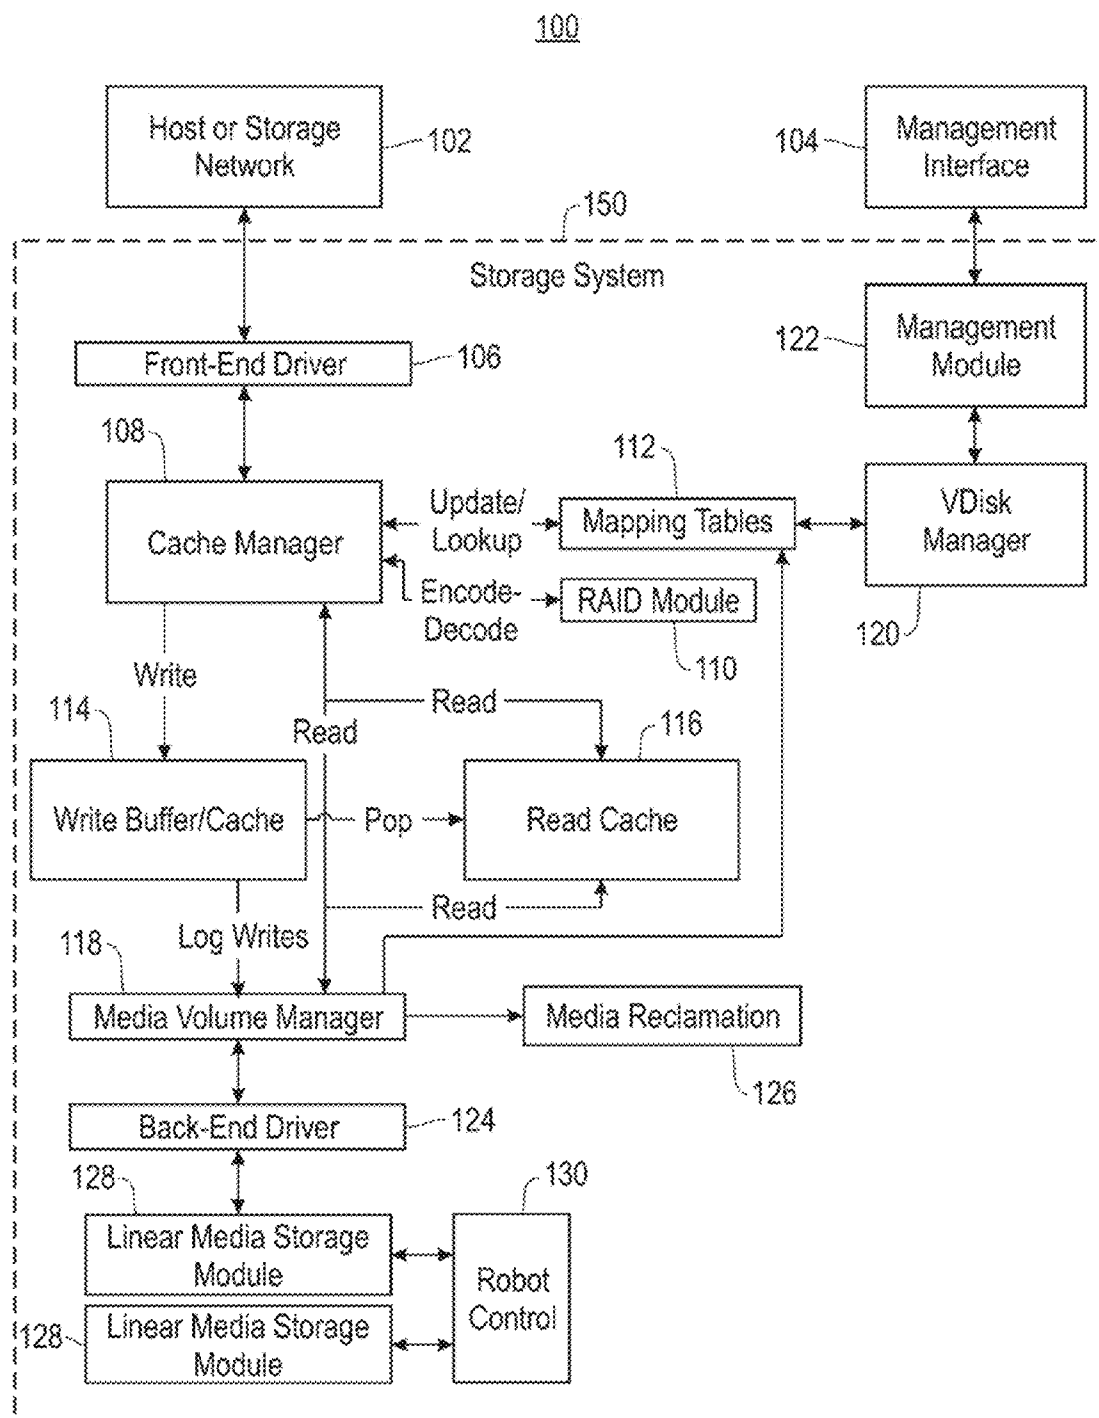 100
Host or Storage
Network
102
104
Management
Interface
150
Storage System
Front-End Driver
106
122
Management
Module
108
Cache Manager
Update/
Lookup
112
Mapping Tables
VDisk
Manager
Encode-
Decode
RAID Module
110
120
Write
114
Read
Read
116
Write Buffer/Cache
Pop
Read Cache
Read
Log Writes
118
Media Volume Manager
Media Reclamation
126
Back-End Driver
124
128
130
Linear Media Storage
Module
Robot
Control
128
Linear Media Storage
Module